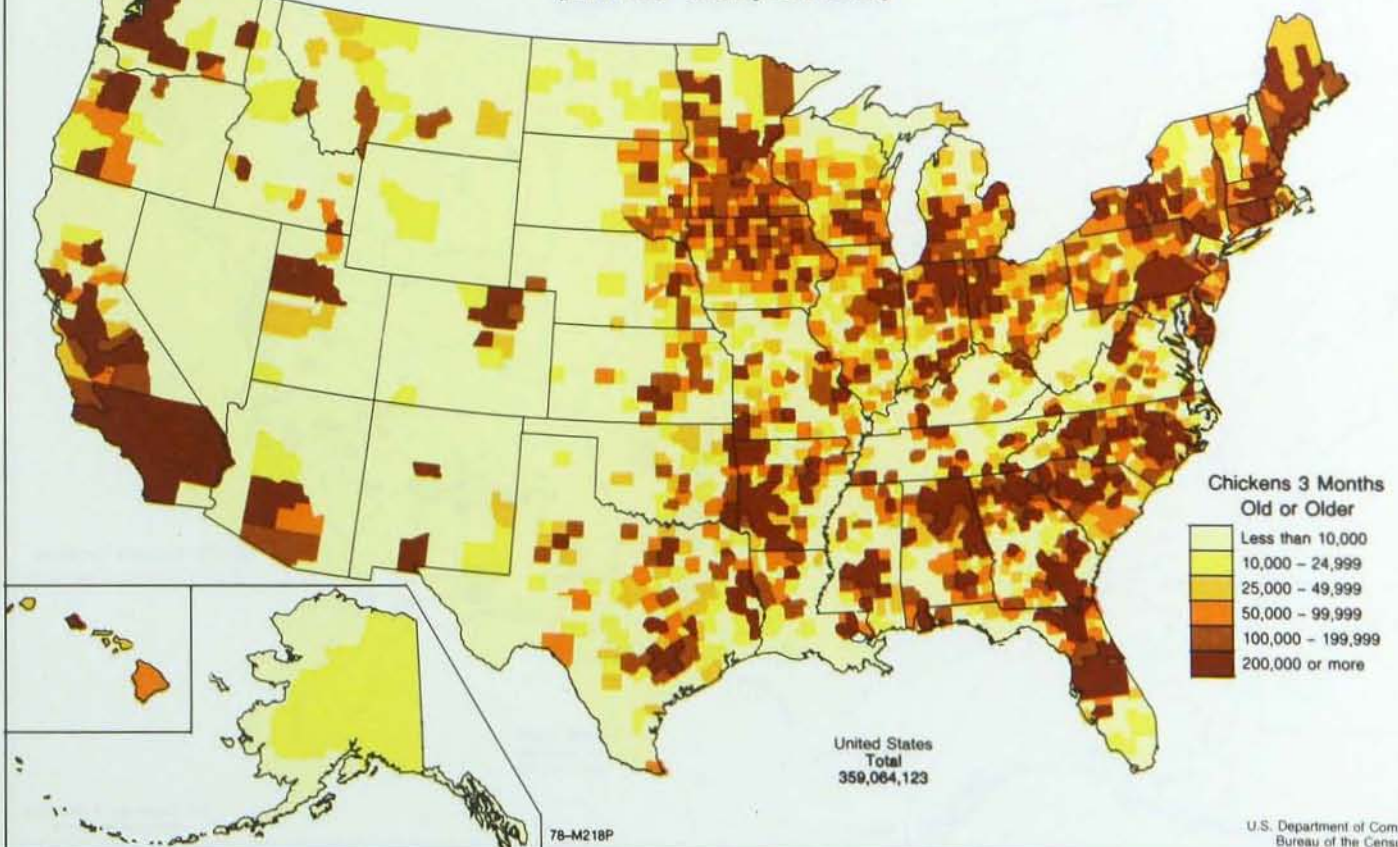 Chickens 3 Months
Old or Older
Less than 10,000
10,000 – 24,999
25,000 – 49,999
50,000 – 99,999
100,000 – 199,999
200,000 or more
United States
Total
359,064,123
78–M218P
U.S. Department of Com
Bureau of the Cens